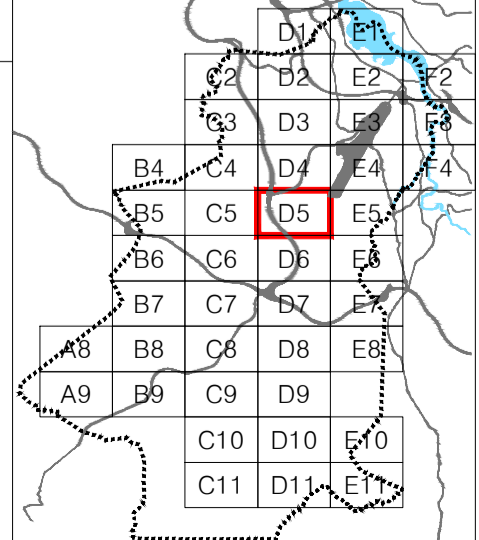 D1 E1
C2 D2 E2 F2
C3 D3 E3 F3
B4 C4 D4 E4 F4
B5 C5 D5 E5
B6 C6 D6 E6
B7 C7 D7 E7
A8 B8 C8 D8 E8
A9 B9 C9 D9
C10 D10 E10
C11 D11 E11